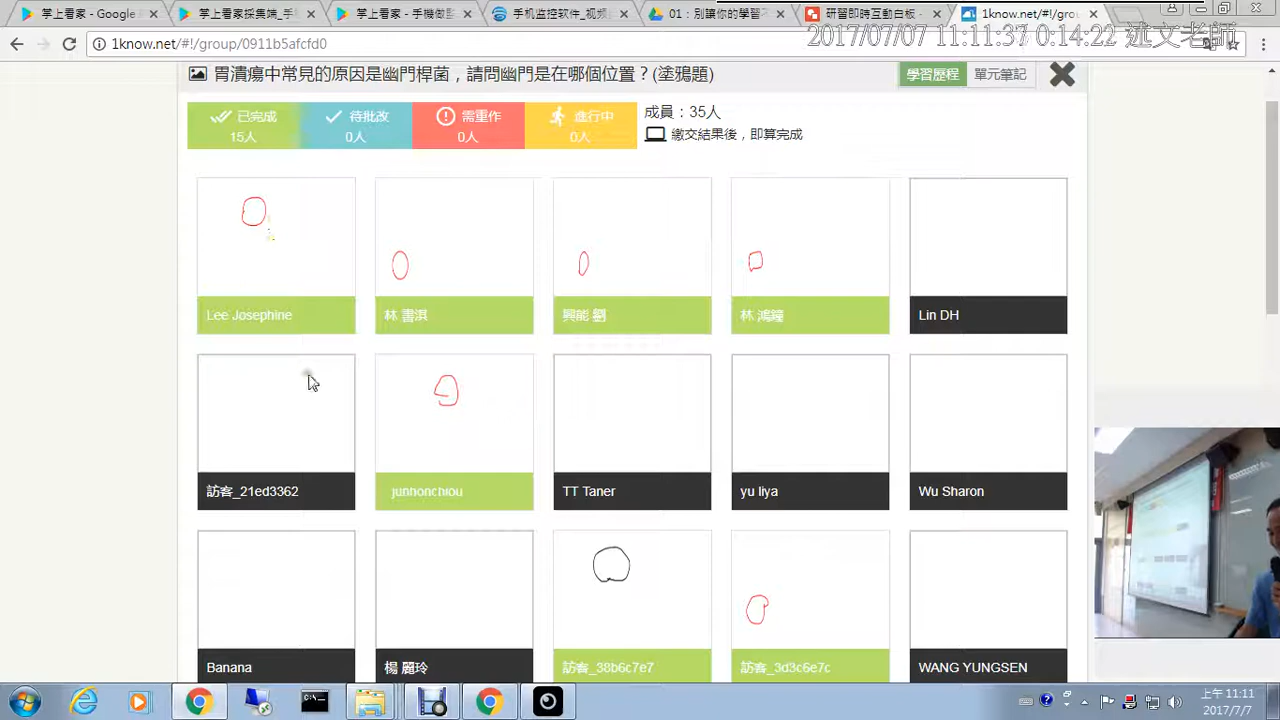 掌上看家 - Google
掌上看家採集端_手
掌上看家 - 手機做監
手机监控软件_视频
01：別讓你的學習
研習即時互動白板 -
1know.net/#!/gro
1know.net/#!/group/0911b5afcfd0
2017/07/07 11:11:37 0:14:22 述文老師
胃潰瘍中常見的原因是幽門桿菌，請問幽門是在哪個位置？(塗鴉題)
學習歷程
單元筆記
已完成
15人
待批改
0人
需重作
0人
進行中
0人
成員：35人
繳交結果後，即算完成
Lee Josephine
林 書淇
興能 劉
林 鴻鐘
Lin DH
訪客_21ed3362
junnonchiou
TT Taner
yu liya
Wu Sharon
Banana
楊 麗玲
訪客_38b6c7e7
訪客_3d3c6e7c
WANG YUNGSEN
上午 11:11
2017/7/7